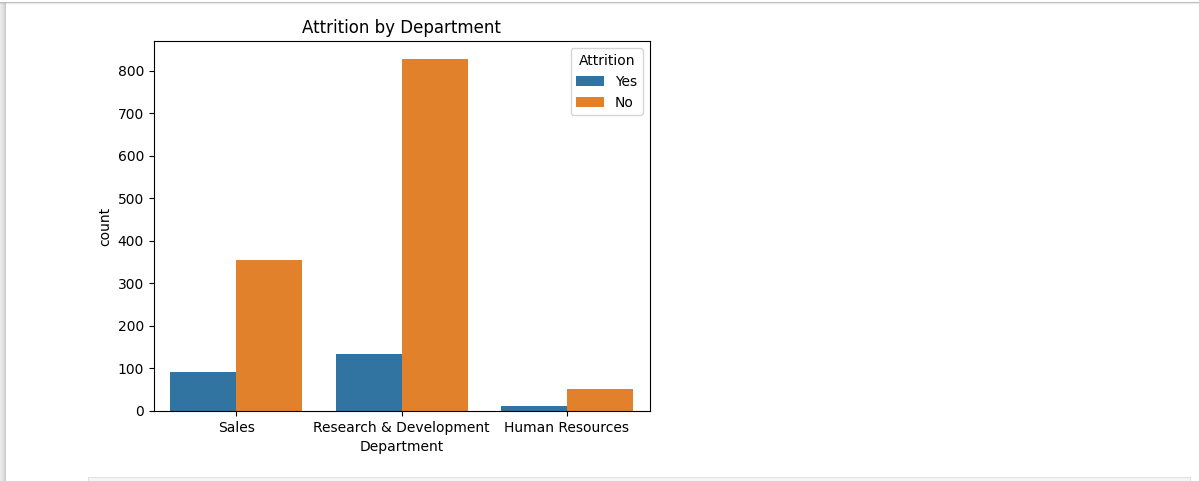 Attrition by Department
Attrition
Yes
No
800
700
600
500
400
300
200
100
0
count
Sales
Research & Development
Human Resources
Department